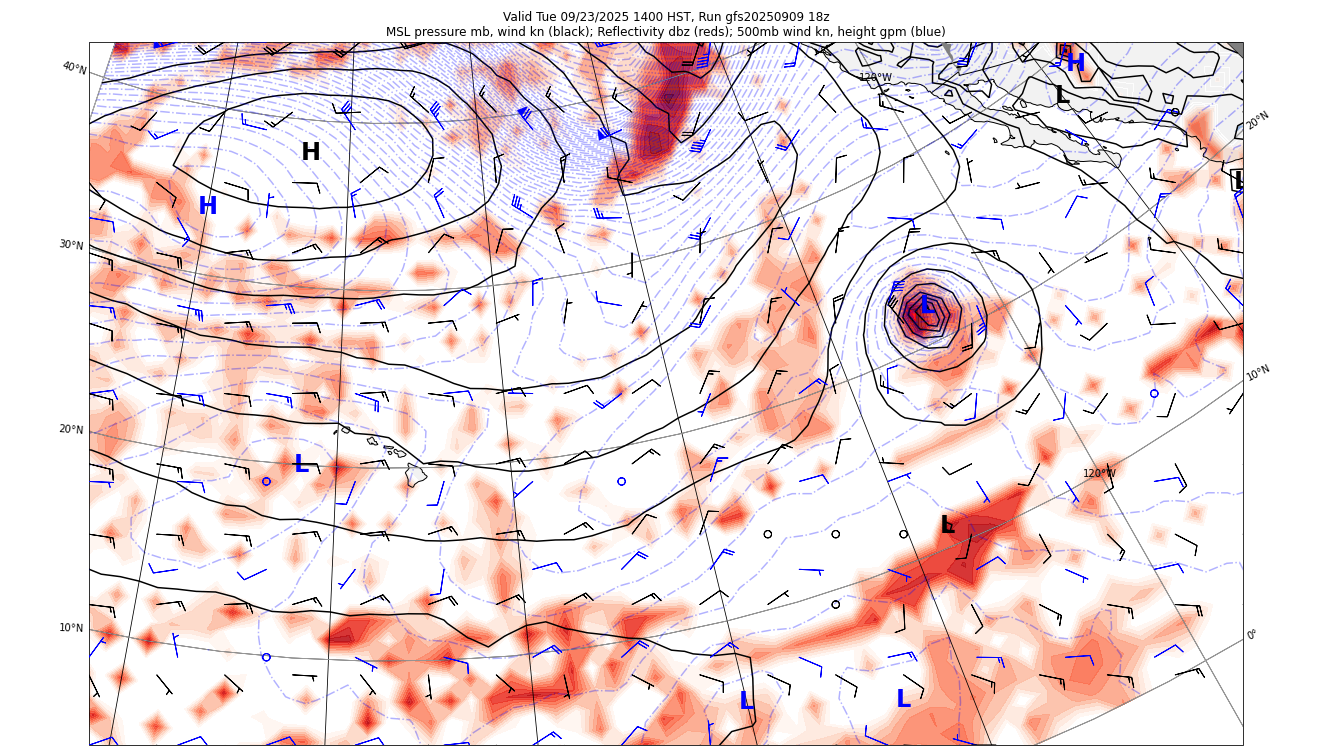 Valid Tue 09/23/2025 1400 HST, Run gfs20250909 18z
MSL pressure mb, wind kn (black); Reflectivity dbz (reds); 500mb wind kn, height gpm (blue)
40°N
120°W
H
L
20°N
H
L
H
30°N
L
10°N
20°N
L
120°W
L
10°N
0°
L
L